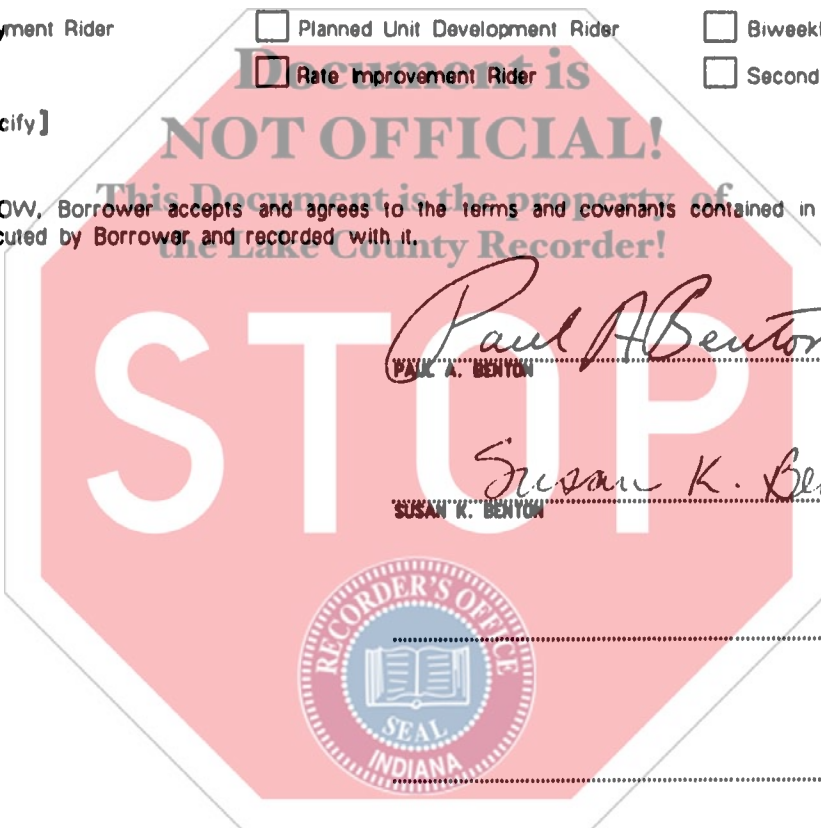 yment Rider Planned Unit Development Rider Biweekl
Document is
Rate Improvement Rider Second
cify]
NOT OFFICIAL!
This Document is the property of
OW, Borrower accepts and agrees to the terms and covenants contained in
cuted by Borrower and recorded with it.
the Lake County Recorder!
STOP
Paul A Benton
PAUL A. BENTON
Susan K. Be
SUSAN K. BENTON
RECORDER'S OFFICE
SEAL
INDIANA